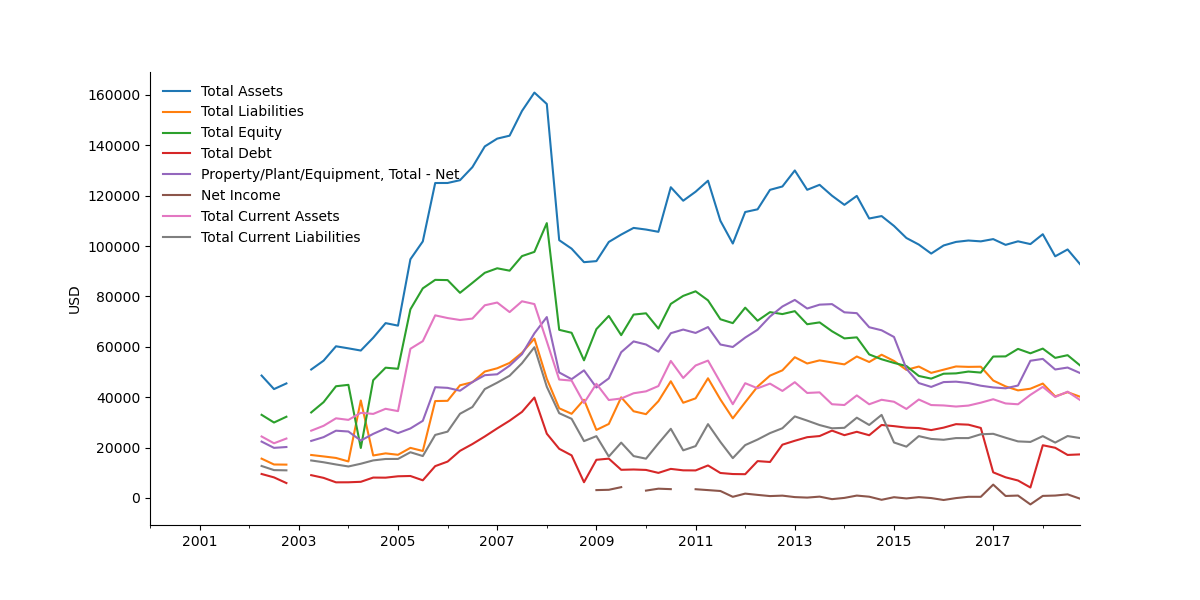 160000
140000
120000
100000
80000
60000
40000
20000
0
USD
Total Assets
Total Liabilities
Total Equity
Total Debt
Property/Plant/Equipment, Total - Net
Net Income
Total Current Assets
Total Current Liabilities
2001 2003 2005 2007 2009 2011 2013 2015 2017